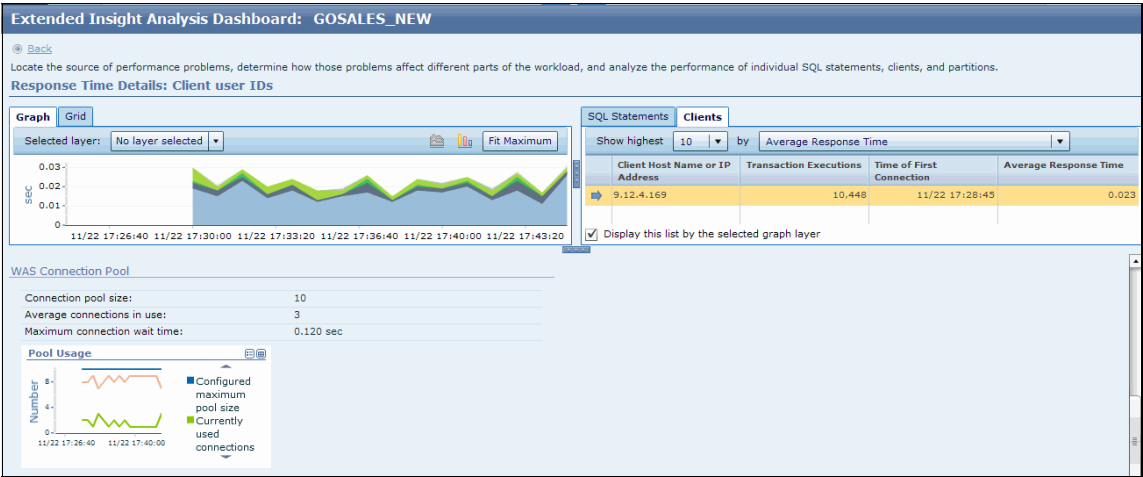 Extended Insight Analysis Dashboard: GOSALES_NEW
Back
Locate the source of performance problems, determine how those problems affect different parts of the workload, and analyze the performance of individual SQL statements, clients, and partitions.
Response Time Details: Client user IDs
Graph Grid
Selected layer: No layer selected Fit Maximum
0.03
0.02
0.01
0
sec
11/22 17:26:40 11/22 17:30:00 11/22 17:33:20 11/22 17:36:40 11/22 17:40:00 11/22 17:43:20
SQL Statements Clients
Show highest 10 by Average Response Time
Client Host Name or IP Address Transaction Executions Time of First Connection Average Response Time
9.12.4.169 10,448 11/22 17:28:45 0.023
Display this list by the selected graph layer
WAS Connection Pool
Connection pool size: 10
Average connections in use: 3
Maximum connection wait time: 0.120 sec
Pool Usage
Number
8
4
0
11/22 17:26:40 11/22 17:40:00
Configured
maximum
pool size
Currently
used
connections